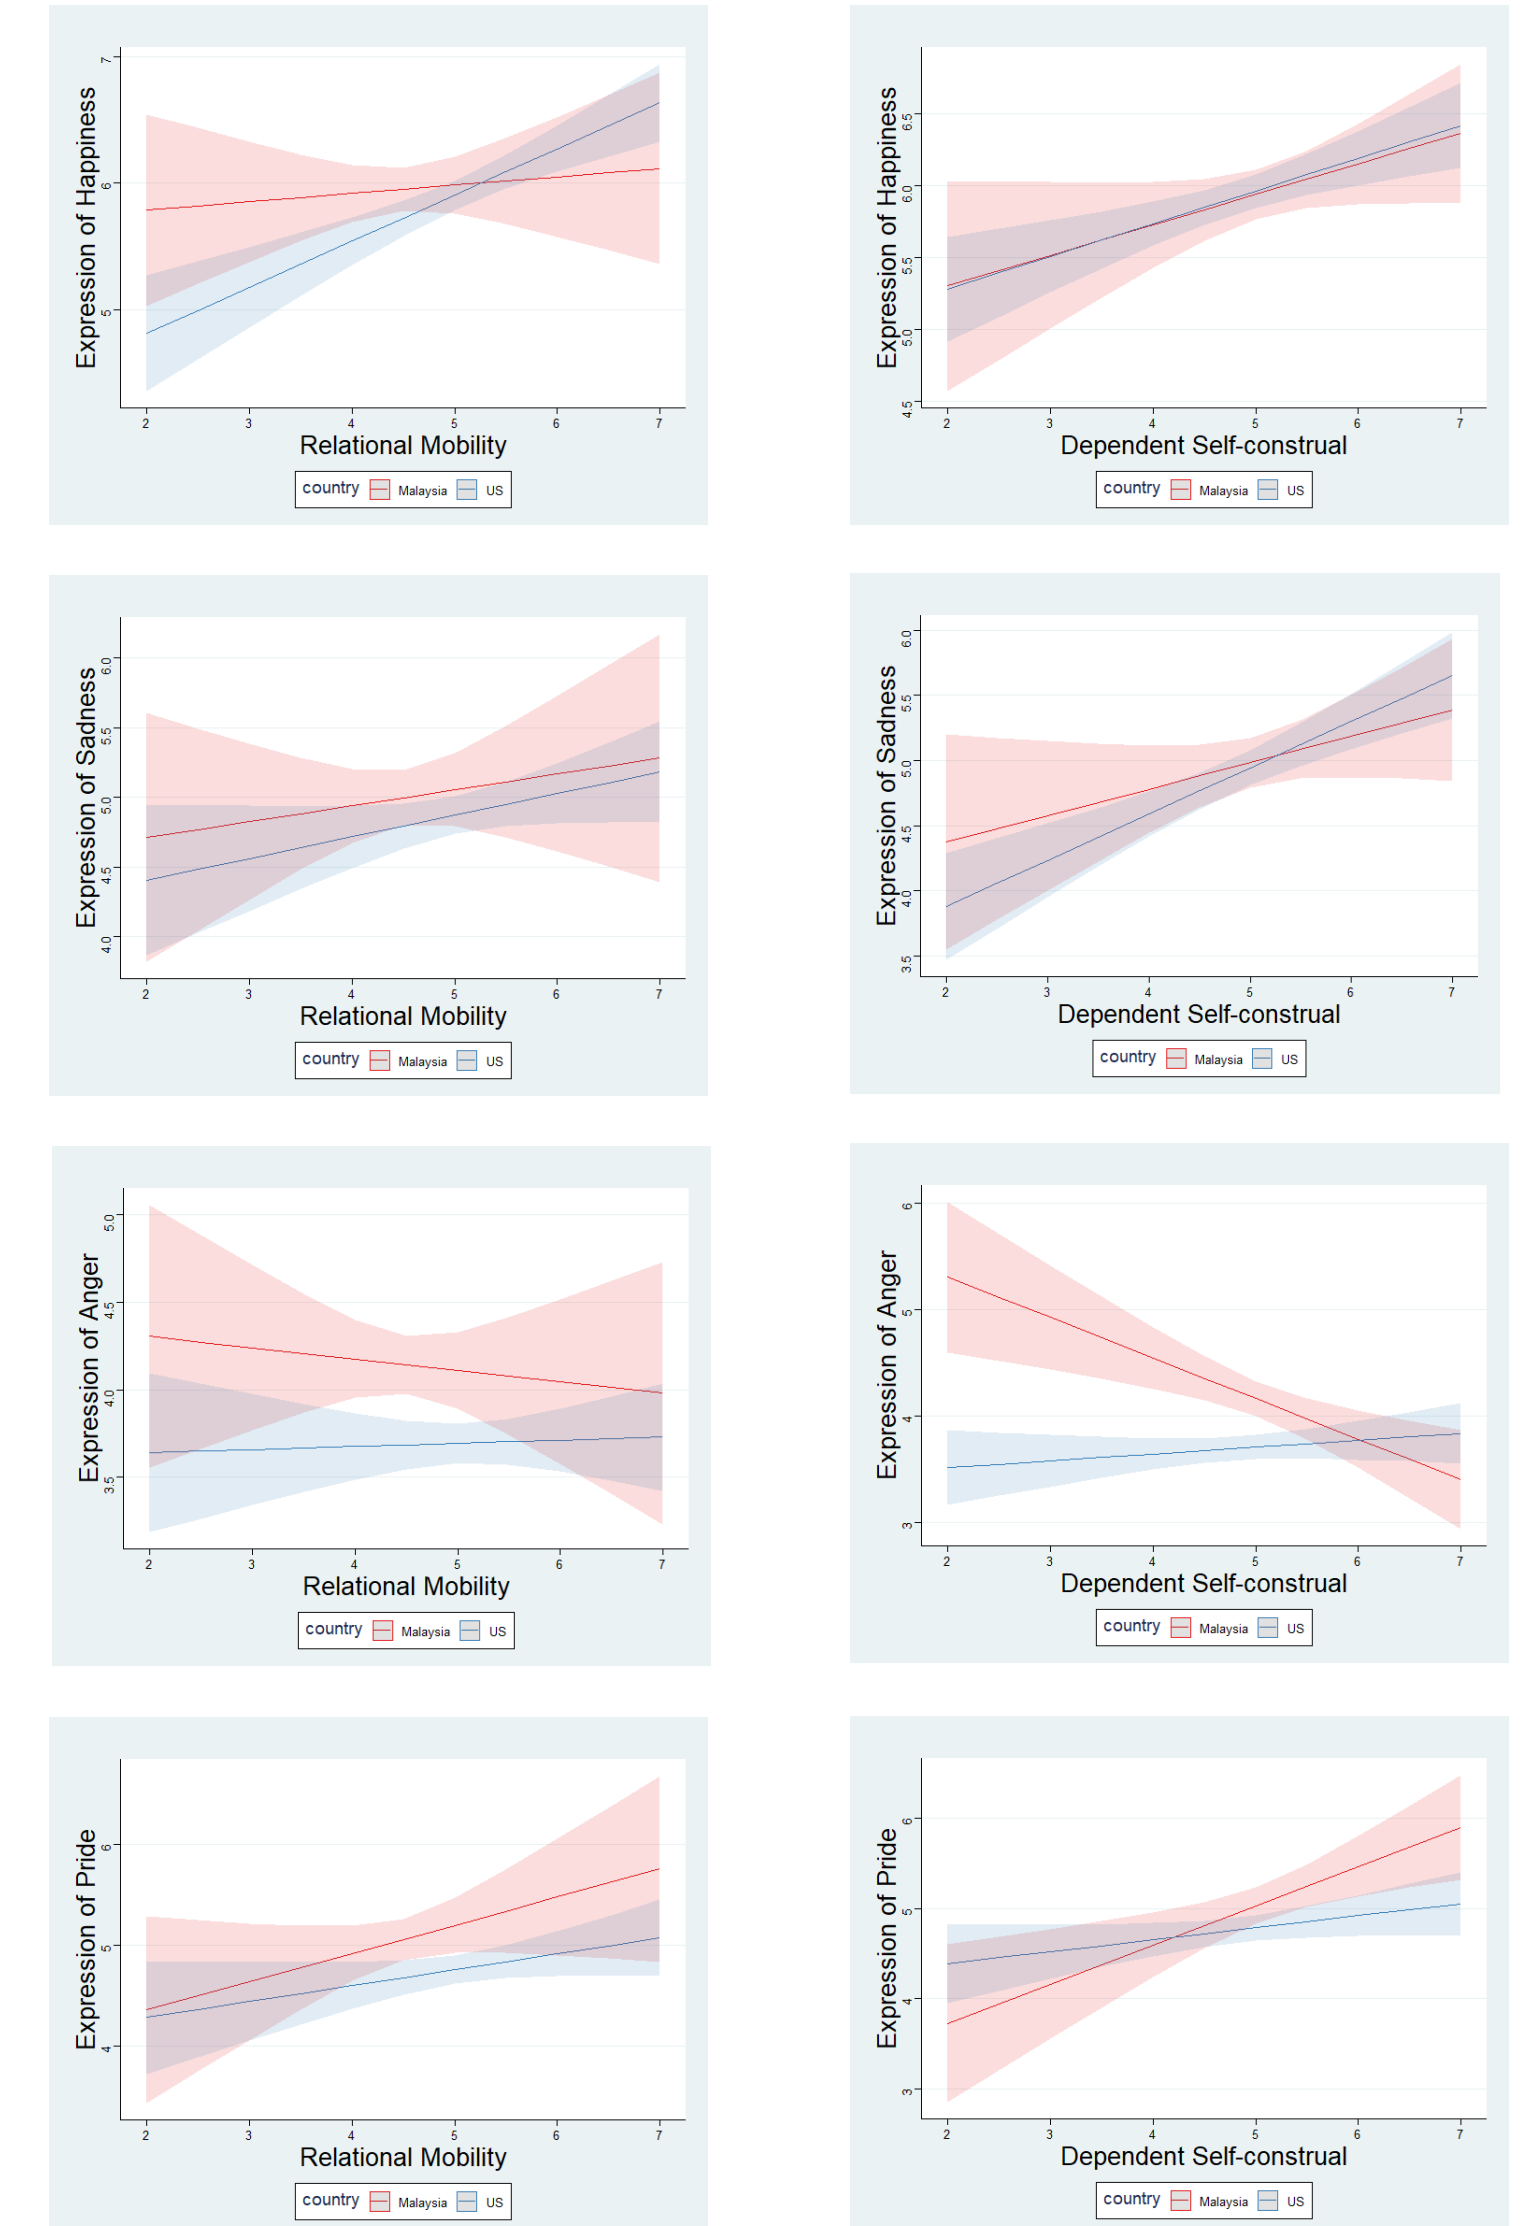 Expression of Happiness
7
6
5
2 3 4 5 6 7
Relational Mobility
country Malaysia US
Expression of Happiness
6.5
6.0
5.5
5.0
4.5
2 3 4 5 6 7
Dependent Self-construal
country Malaysia US
Expression of Sadness
6.0
5.5
5.0
4.5
4.0
2 3 4 5 6 7
Relational Mobility
country Malaysia US
Expression of Sadness
6.0
5.5
5.0
4.5
4.0
3.5
2 3 4 5 6 7
Dependent Self-construal
country Malaysia US
Expression of Anger
5.0
4.5
4.0
3.5
2 3 4 5 6 7
Relational Mobility
country Malaysia US
Expression of Anger
6
5
4
3
2 3 4 5 6 7
Dependent Self-construal
country Malaysia US
Expression of Pride
6
5
4
2 3 4 5 6 7
Relational Mobility
country Malaysia US
Expression of Pride
6
5
4
3
2 3 4 5 6 7
Dependent Self-construal
country Malaysia US